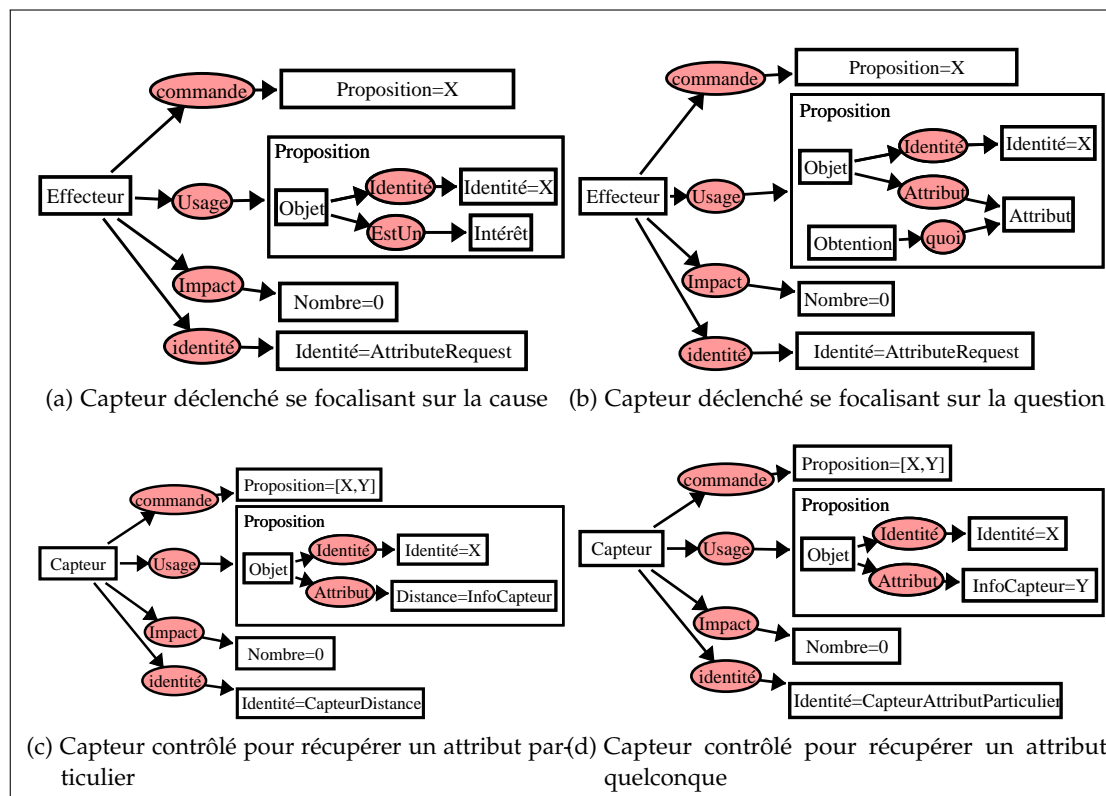 commande
Proposition=X
Proposition
Effecteur
Usage
Objet
Identité
Identité=X
EstUn
Intérêt
Impact
Nombre=0
identité
Identité=AttributeRequest
(a) Capteur déclenché se focalisant sur la cause
commande
Proposition=X
Proposition
Effecteur
Usage
Objet
Identité
Identité=X
Attribut
Attribut
Obtention
quoi
Impact
Nombre=0
identité
Identité=AttributeRequest
(b) Capteur déclenché se focalisant sur la question
commande
Proposition=[X,Y]
Proposition
Capteur
Usage
Objet
Identité
Identité=X
Attribut
Distance=InfoCapteur
Impact
Nombre=0
identité
Identité=CapteurDistance
(c) Capteur contrôlé pour récupérer un attribut par-
ticulier
commande
Proposition=[X,Y]
Proposition
Capteur
Usage
Objet
Identité
Identité=X
Attribut
InfoCapteur=Y
Impact
Nombre=0
identité
Identité=CapteurAttributParticulier
(d) Capteur contrôlé pour récupérer un attribut
quelconque